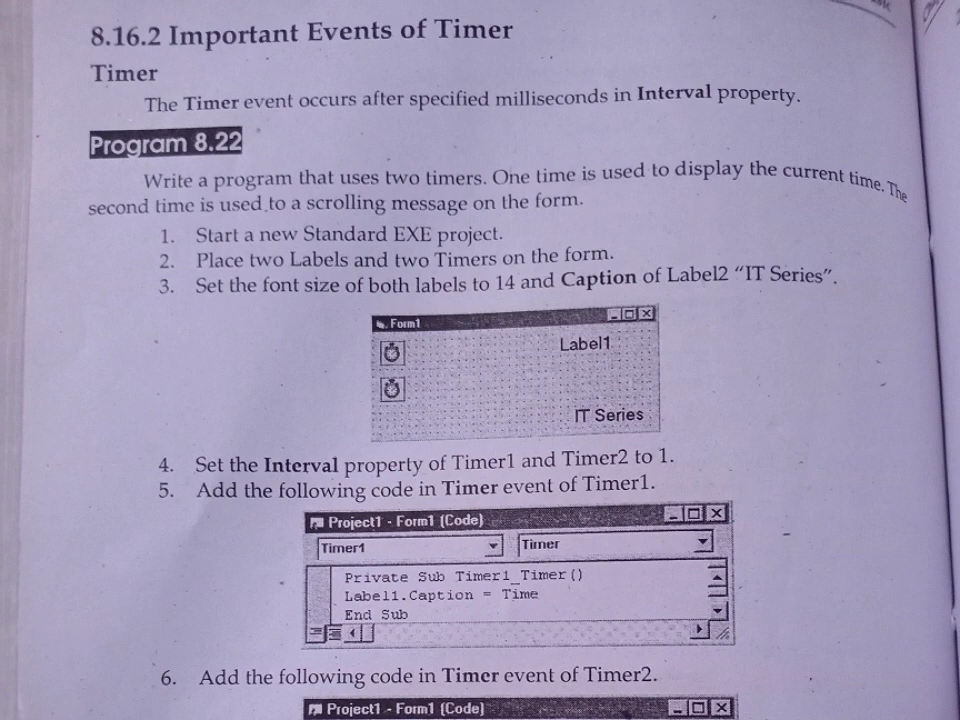 8.16.2 Important Events of Timer
Timer
The Timer event occurs after specified milliseconds in Interval property.
Program 8.22
Write a program that uses two timers. One time is used to display the current time. The
second time is used to a scrolling message on the form.
1. Start a new Standard EXE project.
2. Place two Labels and two Timers on the form.
3. Set the font size of both labels to 14 and Caption of Label2 “IT Series”.
Form1
Label1
IT Series
4. Set the Interval property of Timer1 and Timer2 to 1.
5. Add the following code in Timer event of Timer1.
Project1 - Form1 (Code)
Timer1 Timer
Private Sub Timer1_Timer()
Label1.Caption = Time
End Sub
6. Add the following code in Timer event of Timer2.
Project1 - Form1 (Code)